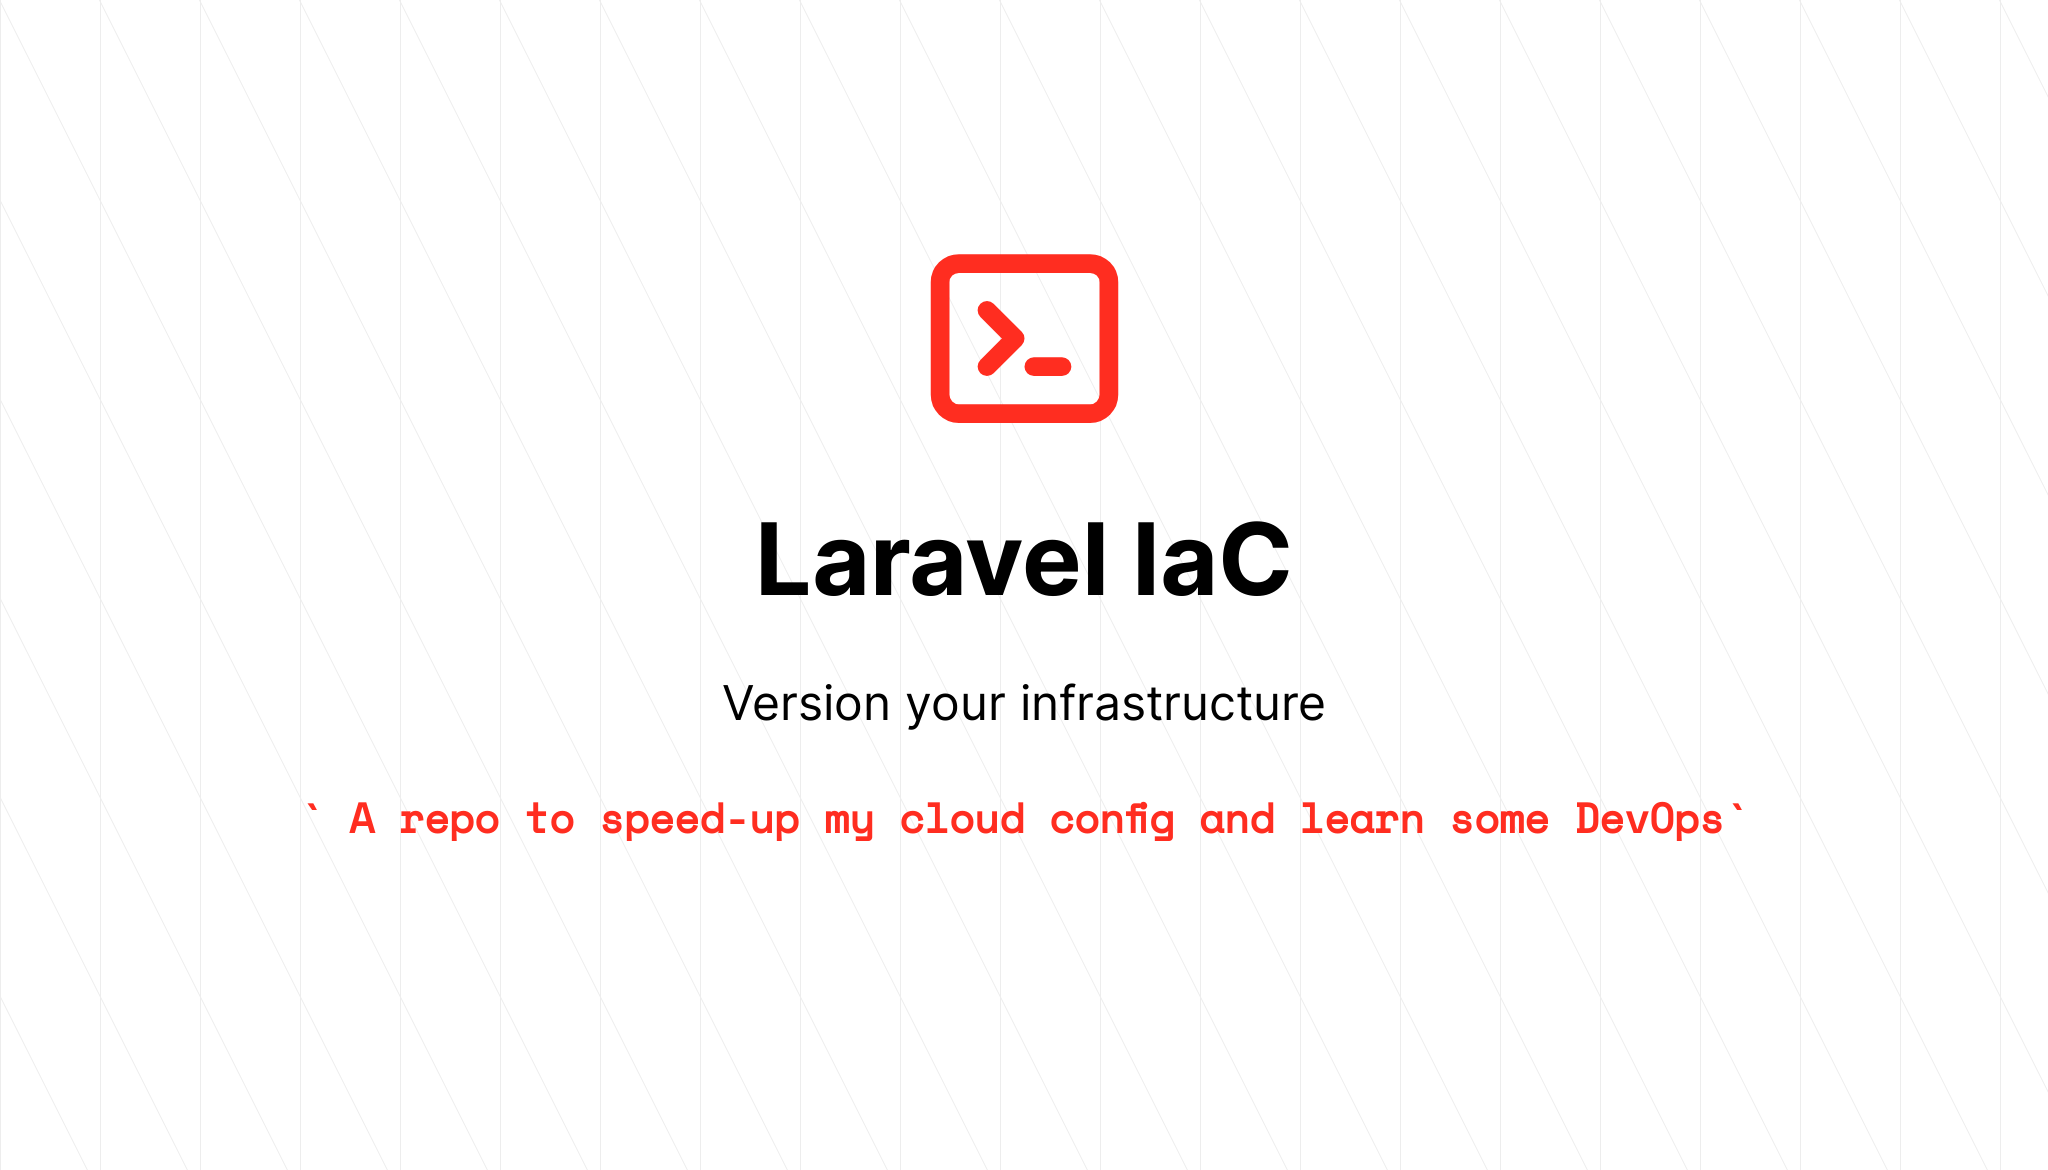 Laravel IaC
Version your infrastructure
` A repo to speed-up my cloud config and learn some DevOps`